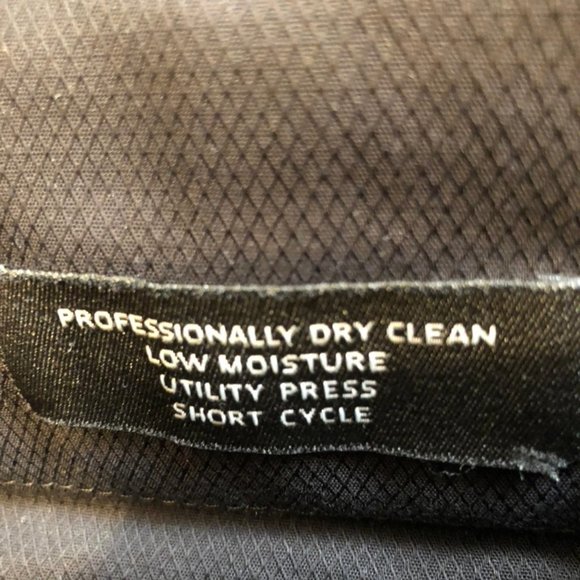 PROFESSIONALLY DRY CLEAN
LOW MOISTURE
UTILITY PRESS
SHORT CYCLE